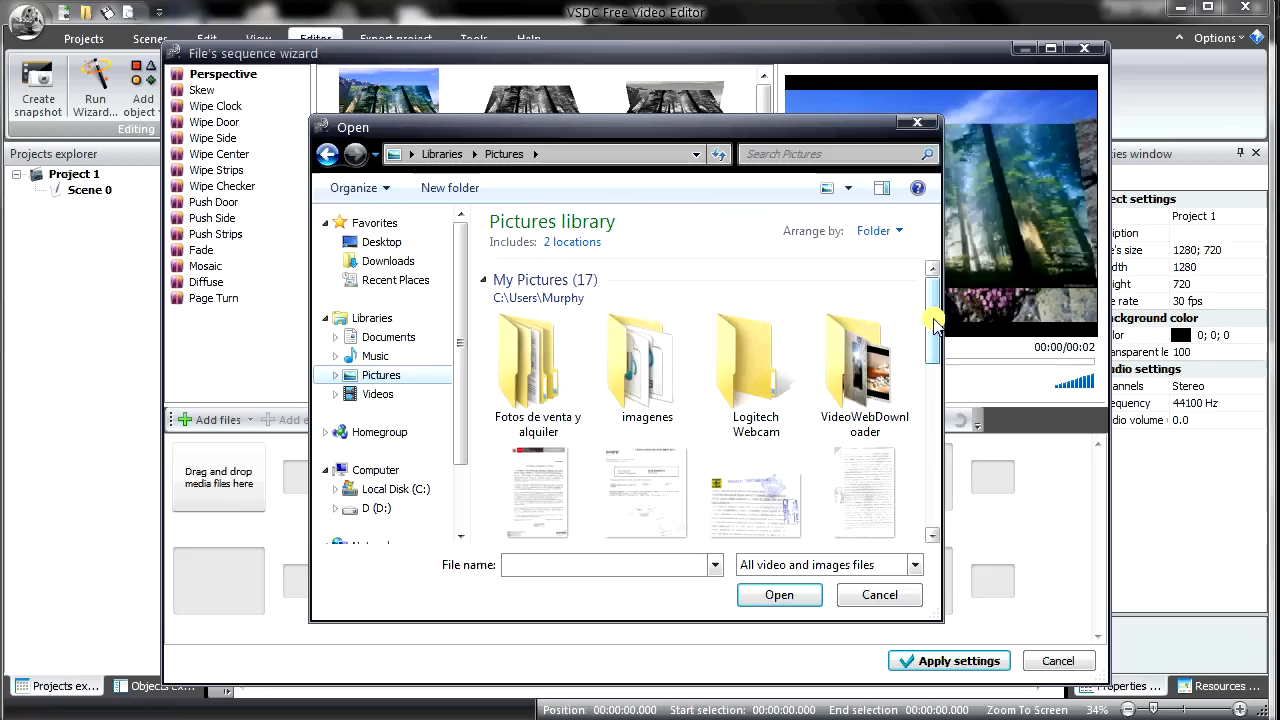 VSDC Free Video Editor
Projects
Scenes
Edit
View
Editor
Export project
Tools
Help
Options
Create snapshot
Run Wizard...
Add object
Editing
File's sequence wizard
Perspective
Skew
Wipe Clock
Wipe Door
Wipe Side
Wipe Center
Wipe Strips
Wipe Checker
Push Door
Push Side
Push Strips
Fade
Mosaic
Diffuse
Page Turn
Projects explorer
Project 1
Scene 0
Open
Libraries
Pictures
Search Pictures
Organize
New folder
Favorites
Desktop
Downloads
Recent Places
Libraries
Documents
Music
Pictures
Videos
Homegroup
Computer
Local Disk (C:)
D (D:)
Pictures library
Includes: 2 locations
Arrange by: Folder
My Pictures (17)
C:\Users\Murphy
Fotos de venta y
alquiler
imagenes
Logitech
Webcam
VideoWebDownl
oader
File name:
All video and images files
Open
Cancel
00:00/00:02
Add files
Add e
Drag and drop
media files here
Apply settings
Cancel
ies window
ect settings
Project 1
cription
e's size 1280; 720
idth 1280
ight 720
e rate 30 fps
ackground color
lor 0; 0; 0
ansparent le 100
udio settings
annels Stereo
equency 44100 Hz
dio volume 0.0
Projects ex...
Objects ex...
Properties ...
Resources ...
Position 00:00:00.000 Start selection: 00:00:00.000 End selection: 00:00:00.000 Zoom To Screen 34%